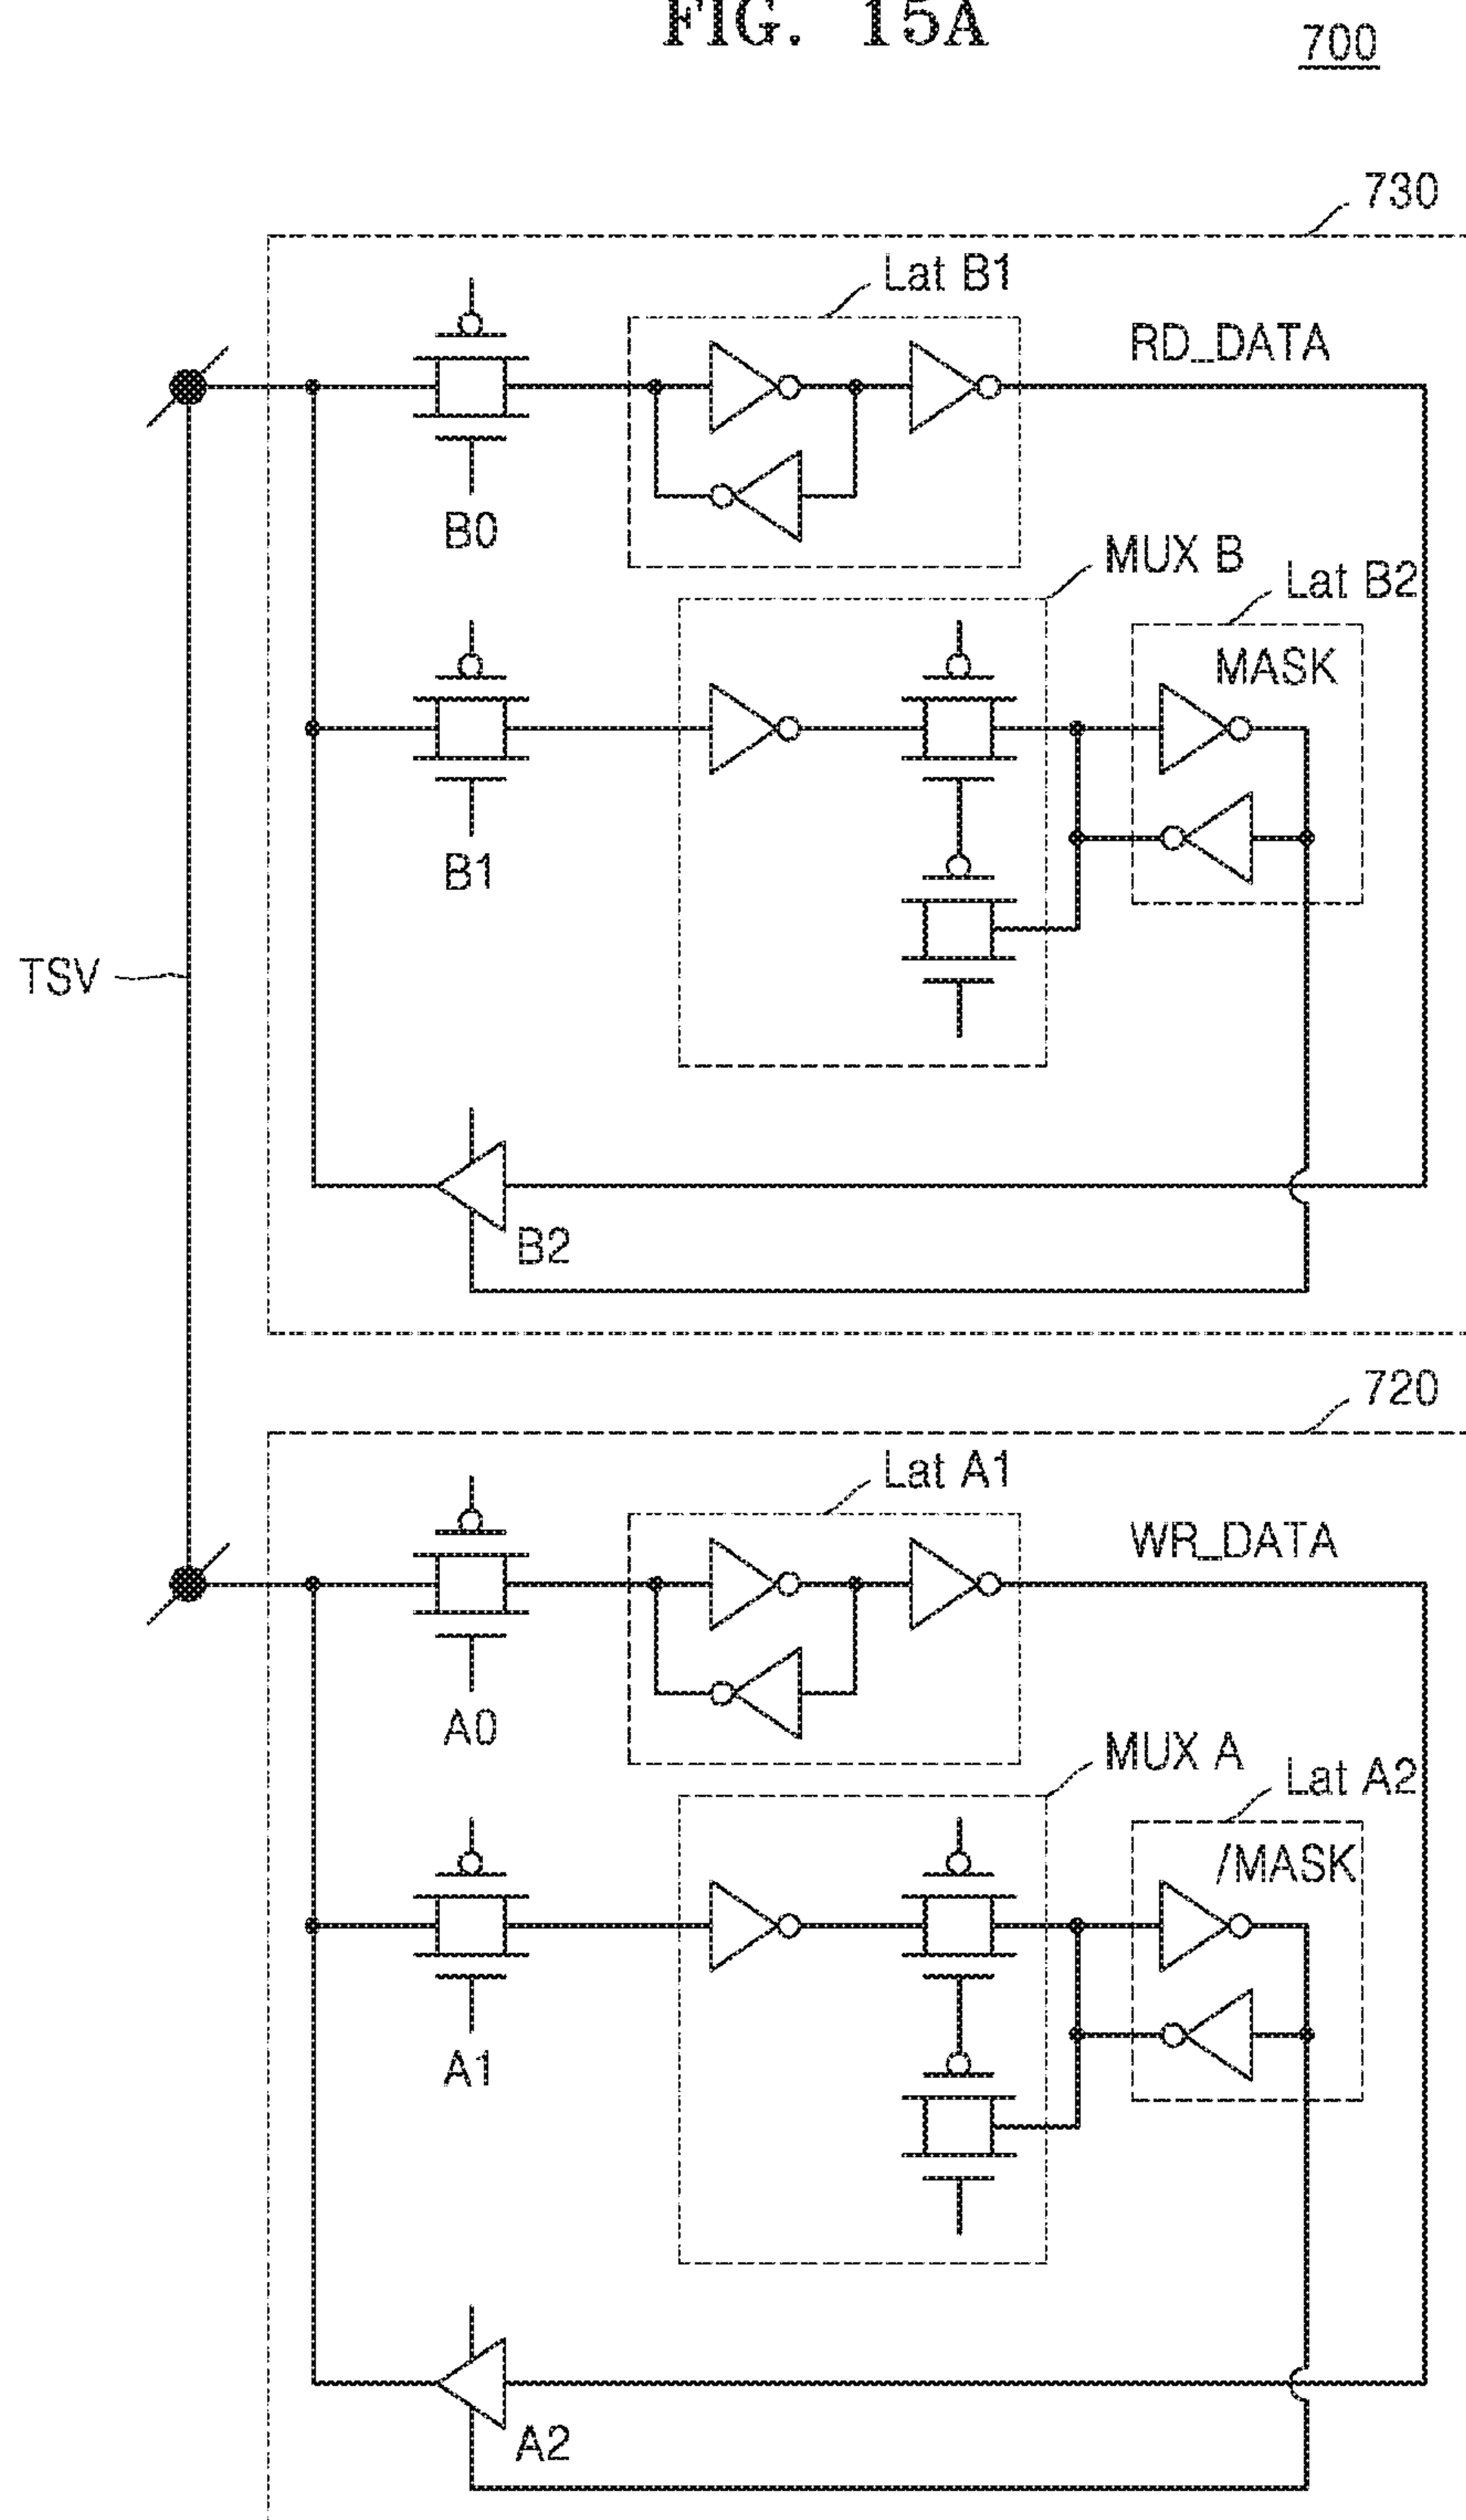 FIG. 15A
700
730
Lat B1
RD_DATA
B0
MUX B
Lat B2
MASK
B1
TSV
B2
720
Lat A1
WR_DATA
A0
MUX A
Lat A2
/MASK
A1
A2